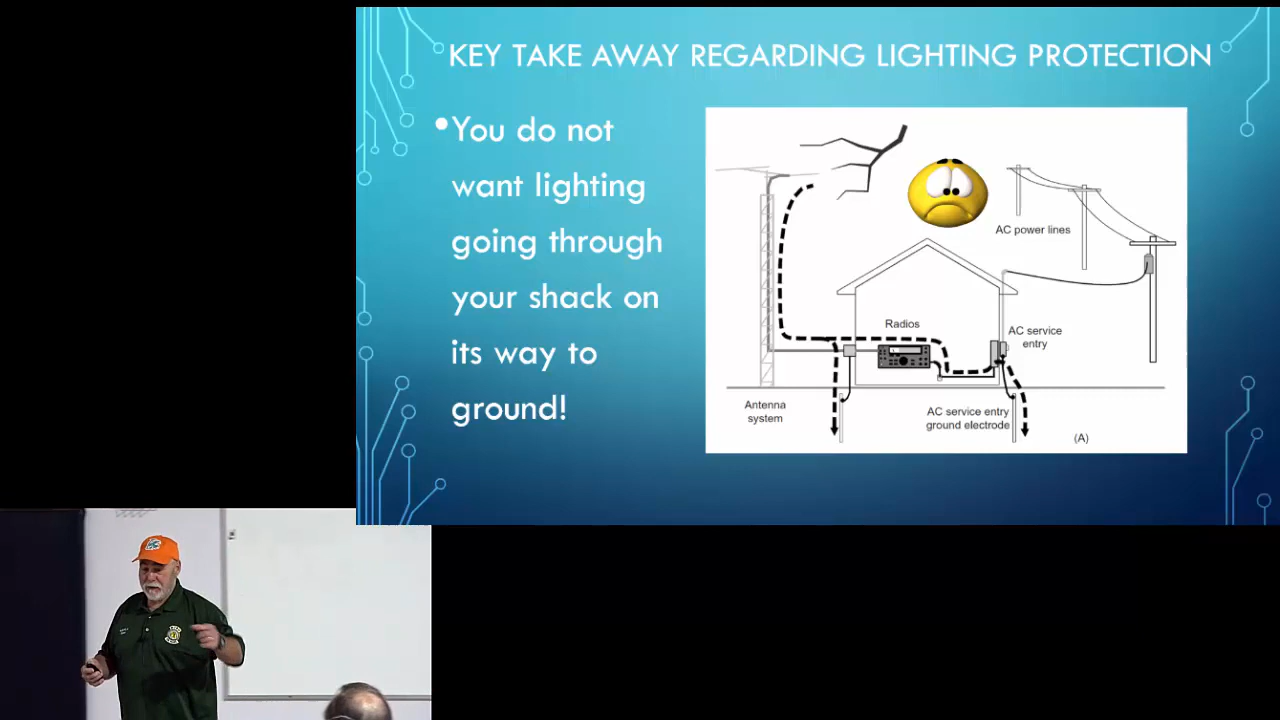 KEY TAKE AWAY REGARDING LIGHTING PROTECTION
•You do not
want lighting
going through
your shack on
its way to
ground!
AC power lines
Radios
AC service
entry
Antenna
system
AC service entry
ground electrode
(A)